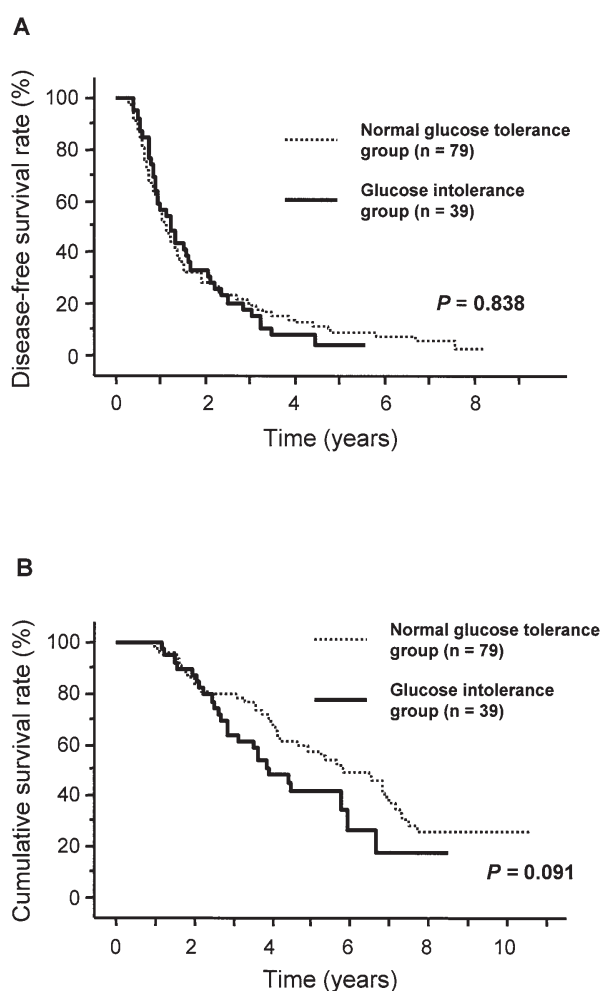 A
Disease-free survival rate (%)
100
80
60
40
20
0
Normal glucose tolerance
group (n = 79)
Glucose intolerance
group (n = 39)
P = 0.838
0 2 4 6 8
Time (years)
B
Cumulative survival rate (%)
100
80
60
40
20
0
Normal glucose tolerance
group (n = 79)
Glucose intolerance
group (n = 39)
P = 0.091
0 2 4 6 8 10
Time (years)